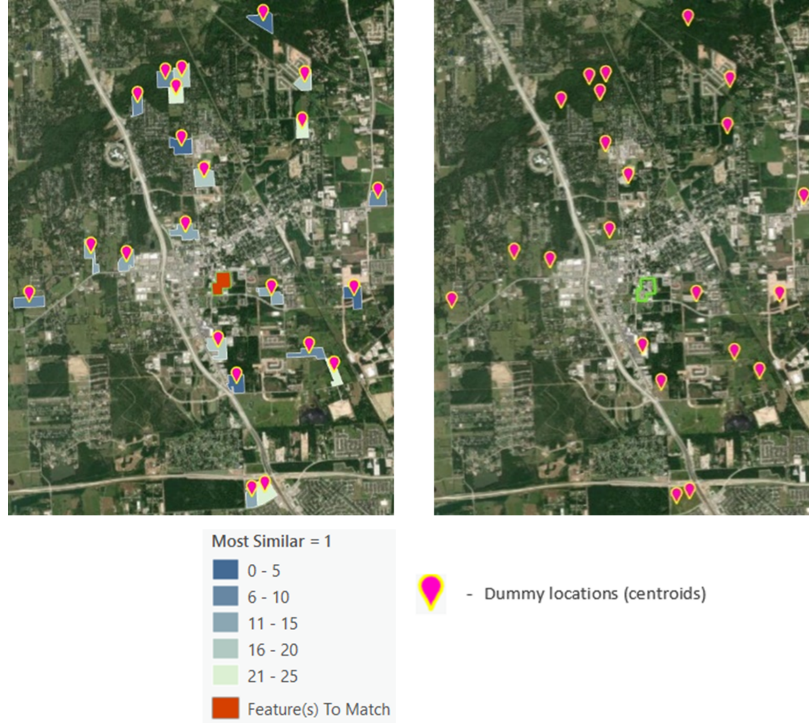 Most Similar = 1
0 - 5
6 - 10
11 - 15
16 - 20
21 - 25
Feature(s) To Match
- Dummy locations (centroids)